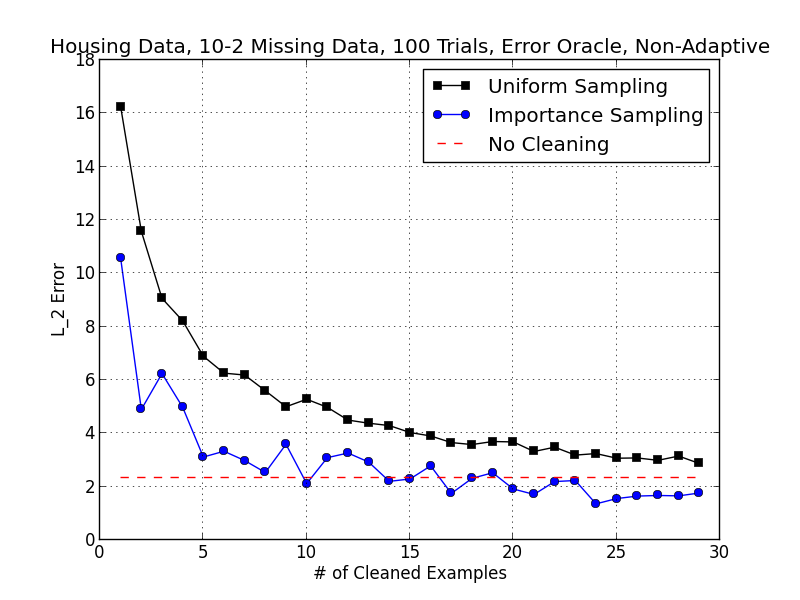 Housing Data, 10-2 Missing Data, 100 Trials, Error Oracle, Non-Adaptive
18
16
14
12
10
8
6
4
2
0
L_2 Error
Uniform Sampling
Importance Sampling
No Cleaning
0 5 10 15 20 25 30
# of Cleaned Examples